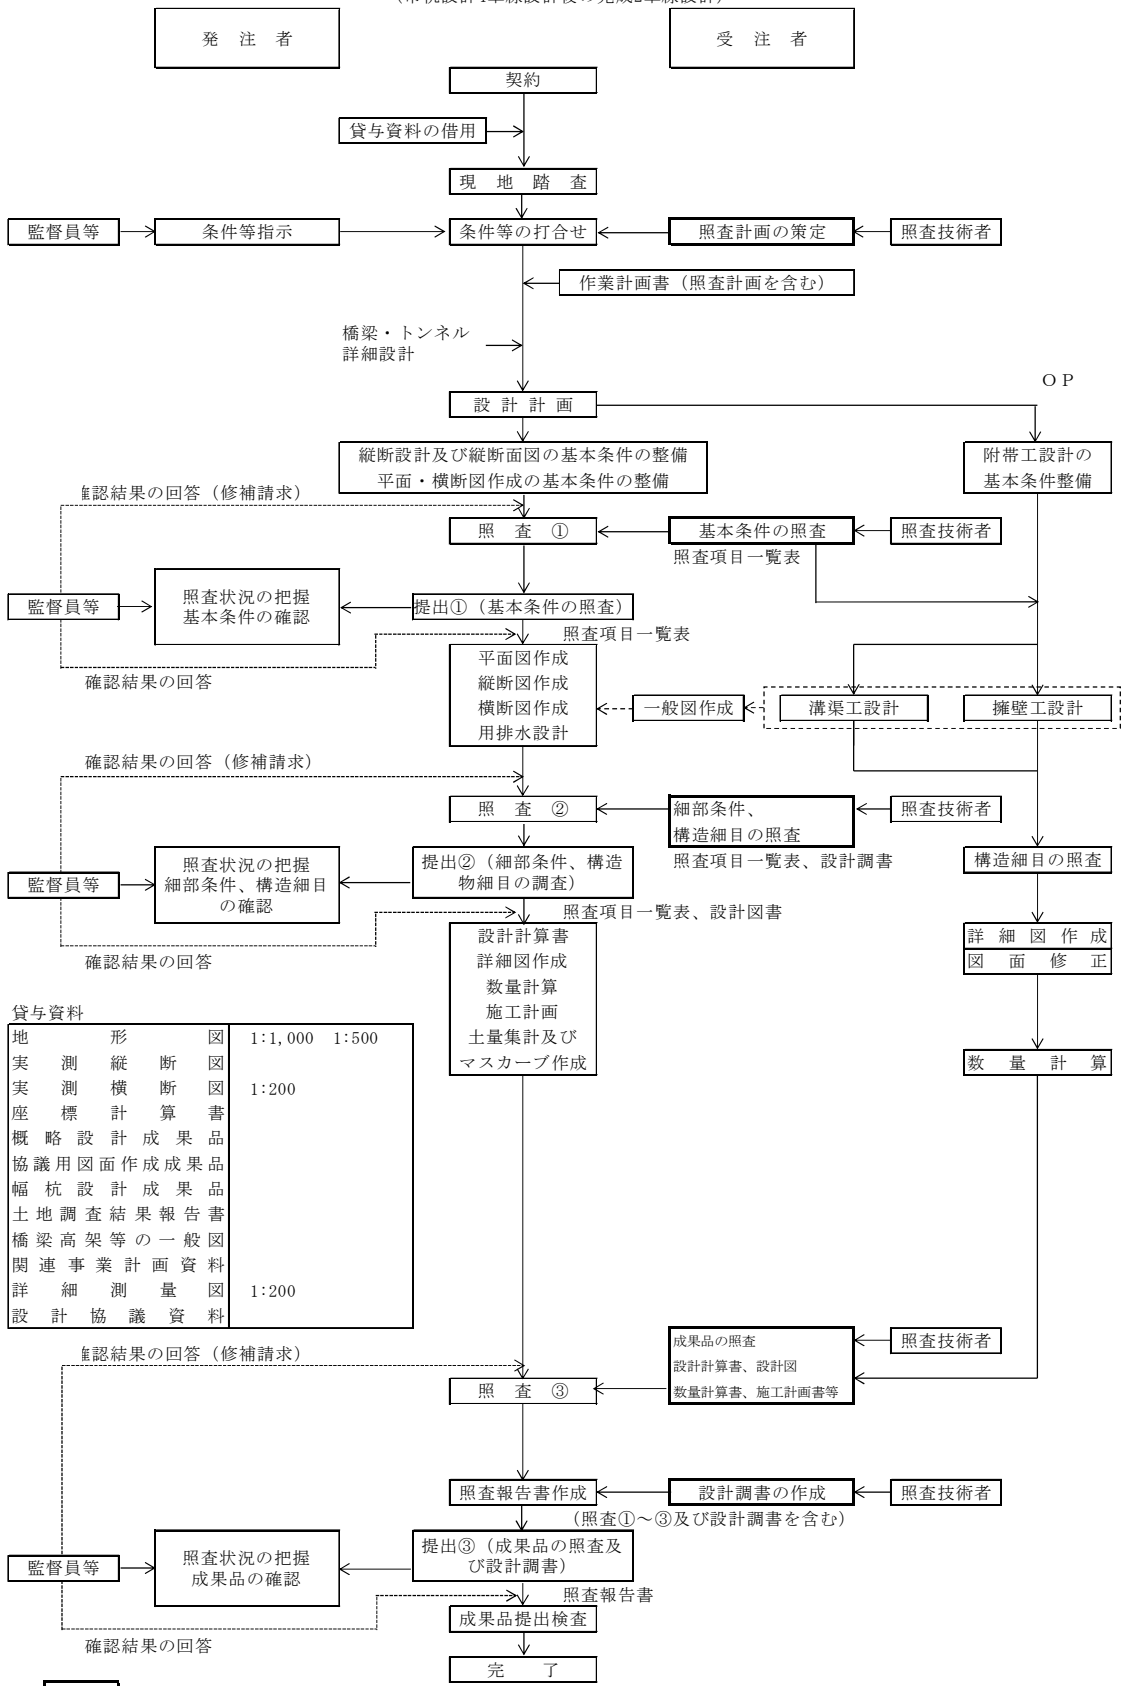 発注者
受注者
契約
貸与資料の借用
現地踏査
監督員等
条件等指示
条件等の打合せ
照査計画の策定
照査技術者
作業計画書（照査計画を含む）
橋梁・トンネル
詳細設計
ＯＰ
設計計画
縦断設計及び縦断面図の基本条件の整備
平面・横断図作成の基本条件の整備
附帯工設計の
基本条件整備
確認結果の回答（修補請求）
照査①
基本条件の照査
照査技術者
照査項目一覧表
監督員等
照査状況の把握
基本条件の確認
提出①（基本条件の照査）
照査項目一覧表
確認結果の回答
平面図作成
縦断図作成
横断図作成
用排水設計
一般図作成
溝渠工設計
擁壁工設計
確認結果の回答（修補請求）
照査②
細部条件、
構造細目の照査
照査技術者
照査項目一覧表、設計調書
監督員等
照査状況の把握
細部条件、構造細目
の確認
提出②（細部条件、構造
物細目の調査）
構造細目の照査
照査項目一覧表、設計図書
確認結果の回答
設計計算書
詳細図作成
数量計算
施工計画
土量集計及び
マスカーブ作成
詳細図作成
図面修正
数量計算
貸与資料
地形図 1:1,000 1:500
実測縦断図
実測横断図 1:200
座標計算書
概略設計成果品
協議用図面作成成果品
幅杭設計成果品
土地調査結果報告書
橋梁高架等の一般図
関連事業計画資料
詳細測量図 1:200
設計協議資料
確認結果の回答（修補請求）
照査③
成果品の照査
設計計算書、設計図
数量計算書、施工計画書等
照査技術者
照査報告書作成
設計調書の作成
照査技術者
（照査①～③及び設計調書を含む）
監督員等
照査状況の把握
成果品の確認
提出③（成果品の照査及
び設計調書）
照査報告書
確認結果の回答
成果品提出検査
完了